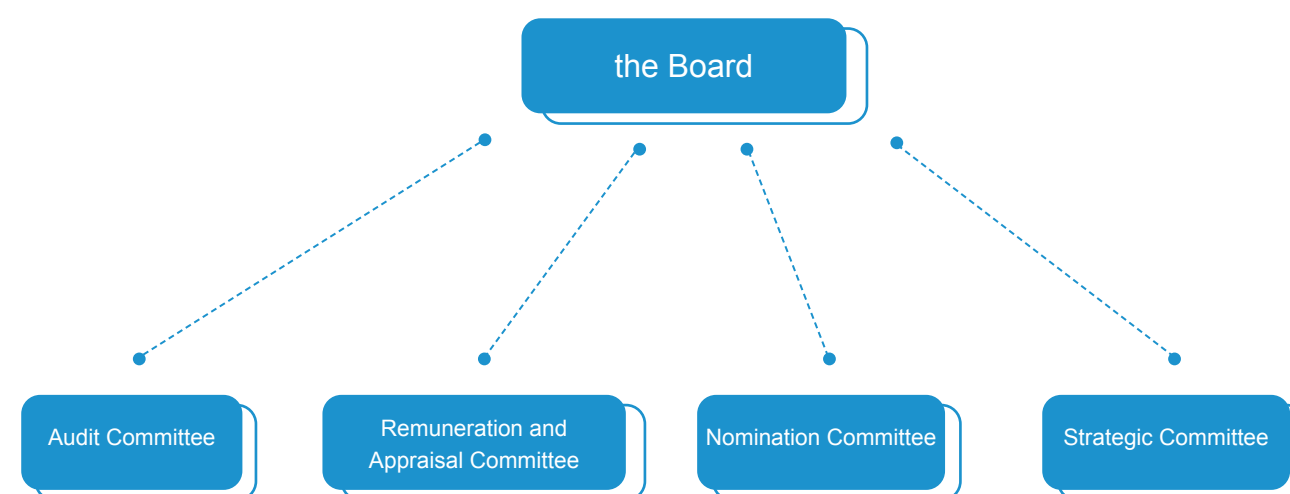 the Board
Audit Committee
Remuneration and
Appraisal Committee
Nomination Committee
Strategic Committee